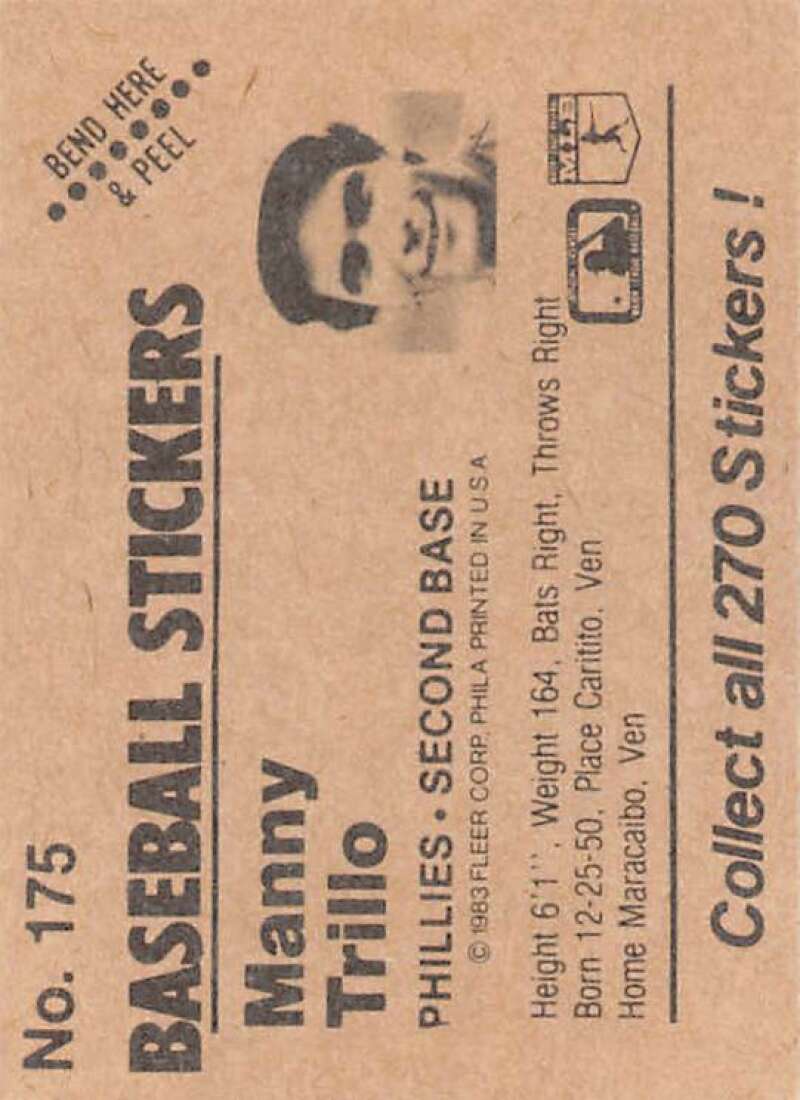 No. 175
BEND HERE
& PEEL
BASEBALL STICKERS
Manny
Trillo
PHILLIES • SECOND BASE
© 1983 FLEER CORP. PHILA PRINTED IN U.S.A
Height 6'1'', Weight 164, Bats Right, Throws Right
Born 12-25-50, Place Caritito, Ven
Home Maracaibo, Ven
Collect all 270 Stickers!